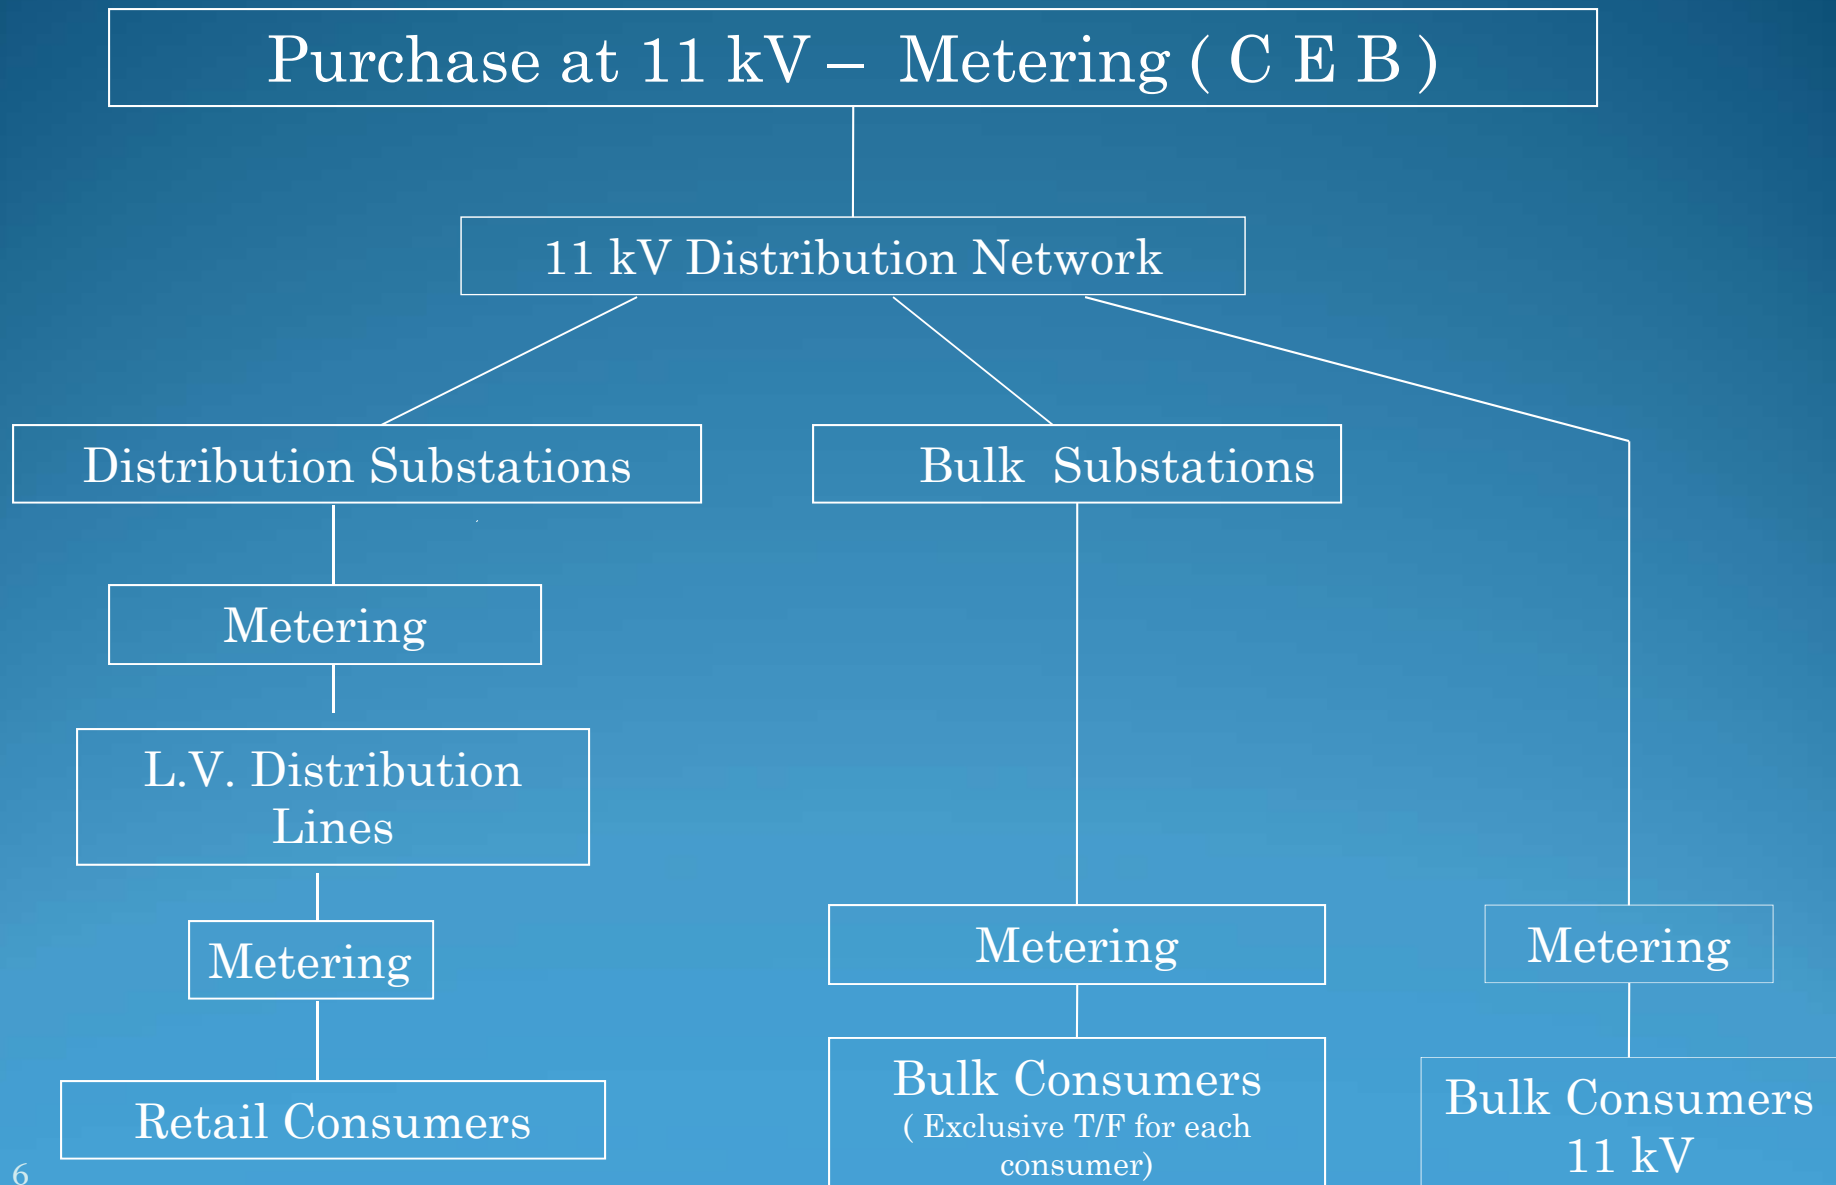 Purchase at 11 kV – Metering ( C E B )
11 kV Distribution Network
Distribution Substations
Bulk Substations
Metering
L.V. Distribution
Lines
Metering
Metering
Metering
Retail Consumers
Bulk Consumers
( Exclusive T/F for each
consumer)
Bulk Consumers
11 kV
6